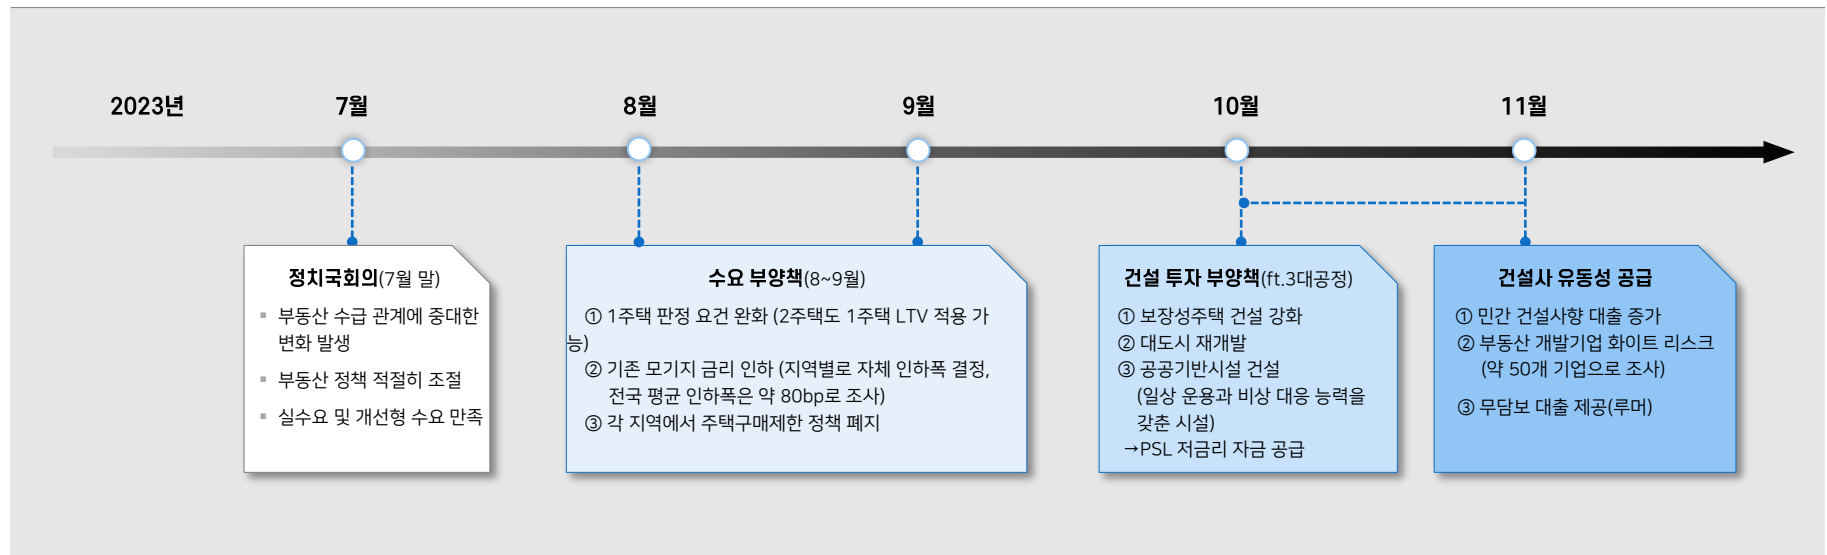 2023년
7월
8월
9월
10월
11월
정치국회의(7월 말)
▪ 부동산 수급 관계에 중대한
변화 발생
▪ 부동산 정책 적절히 조절
▪ 실수요 및 개선형 수요 만족
수요 부양책(8~9월)
① 1주택 판정 요건 완화 (2주택도 1주택 LTV 적용 가
능)
② 기존 모기지 금리 인하 (지역별로 자체 인하폭 결정,
전국 평균 인하폭은 약 80bp로 조사)
③ 각 지역에서 주택구매제한 정책 폐지
건설 투자 부양책(ft.3대공정)
① 보장성주택 건설 강화
② 대도시 재개발
③ 공공기반시설 건설
(일상 운용과 비상 대응 능력을
갖춘 시설)
→PSL 저금리 자금 공급
건설사 유동성 공급
① 민간 건설사향 대출 증가
② 부동산 개발기업 화이트 리스크
(약 50개 기업으로 조사)
③ 무담보 대출 제공(루머)